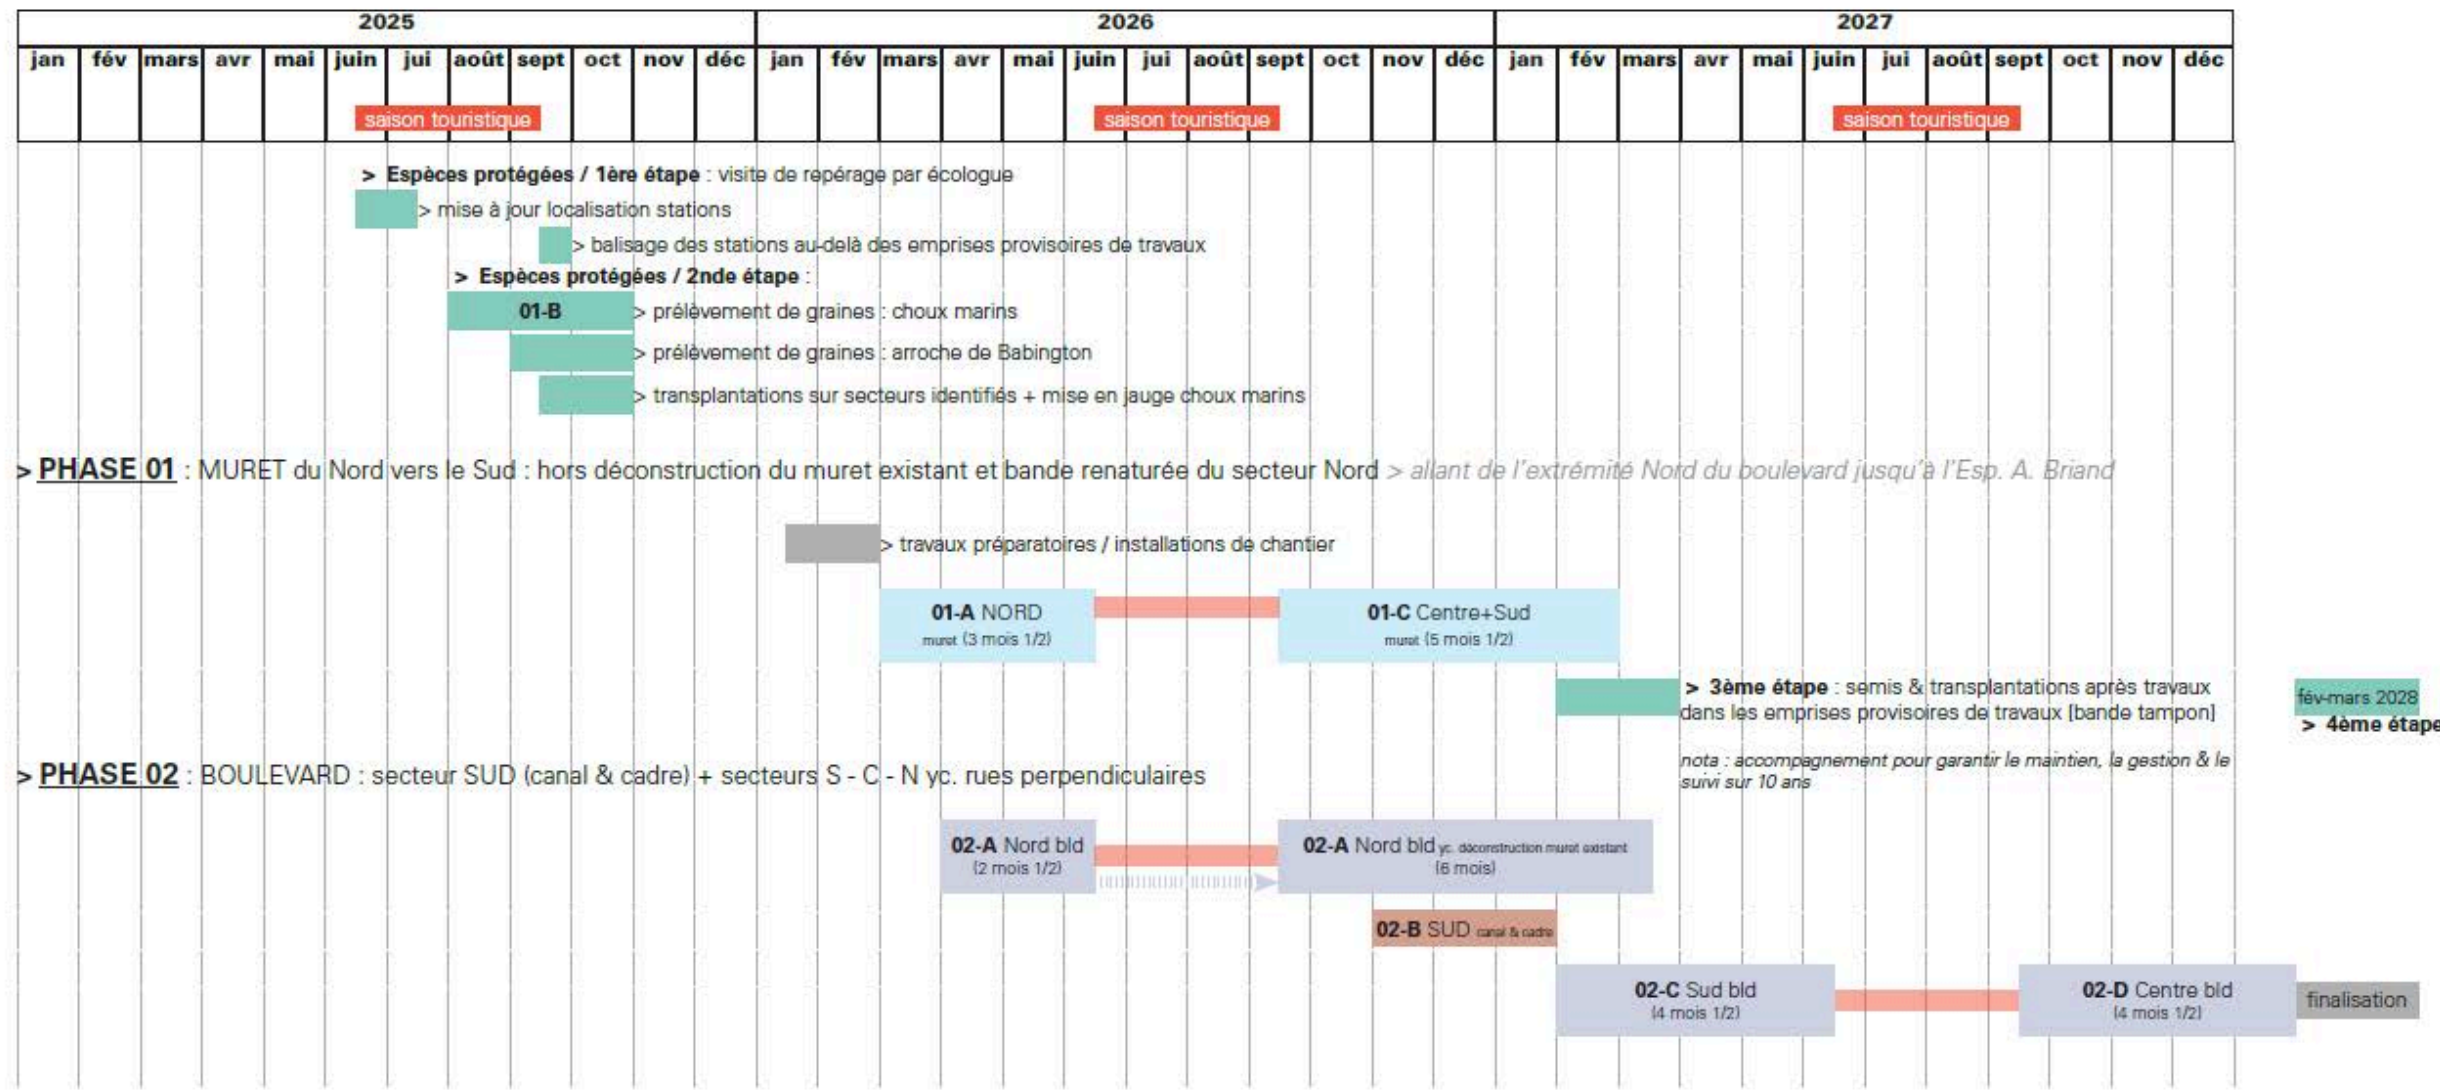 2025 2026 2027
jan fév mars avr mai juin jui août sept oct nov déc jan fév mars avr mai juin jui août sept oct nov déc jan fév mars avr mai juin jui août sept oct nov déc
saison touristique saison touristique saison touristique
> Espèces protégées / 1ère étape : visite de repérage par écologue
> mise à jour localisation stations
> balisage des stations au-delà des emprises provisoires de travaux
> Espèces protégées / 2nde étape :
01-B > prélèvement de graines : choux marins
> prélèvement de graines : arroche de Babington
> transplantations sur secteurs identifiés + mise en jauge choux marins
> PHASE 01 : MURET du Nord vers le Sud : hors déconstruction du muret existant et bande renaturée du secteur Nord > allant de l'extrémité Nord du boulevard jusqu'à l'Esp. A. Briand
> travaux préparatoires / installations de chantier
01-A NORD 01-C Centre+Sud
muret (3 mois 1/2) muret (5 mois 1/2)
> 3ème étape : semis & transplantations après travaux
dans les emprises provisoires de travaux [bande tampon]
fév-mars 2028
> 4ème étape
nota : accompagnement pour garantir le maintien, la gestion & le
suivi sur 10 ans
> PHASE 02 : BOULEVARD : secteur SUD (canal & cadre) + secteurs S - C - N yc. rues perpendiculaires
02-A Nord bld 02-A Nord bld yc. déconstruction muret existant
(2 mois 1/2) (6 mois)
02-B SUD canal & cadre
02-C Sud bld 02-D Centre bld finalisation
(4 mois 1/2) (4 mois 1/2)